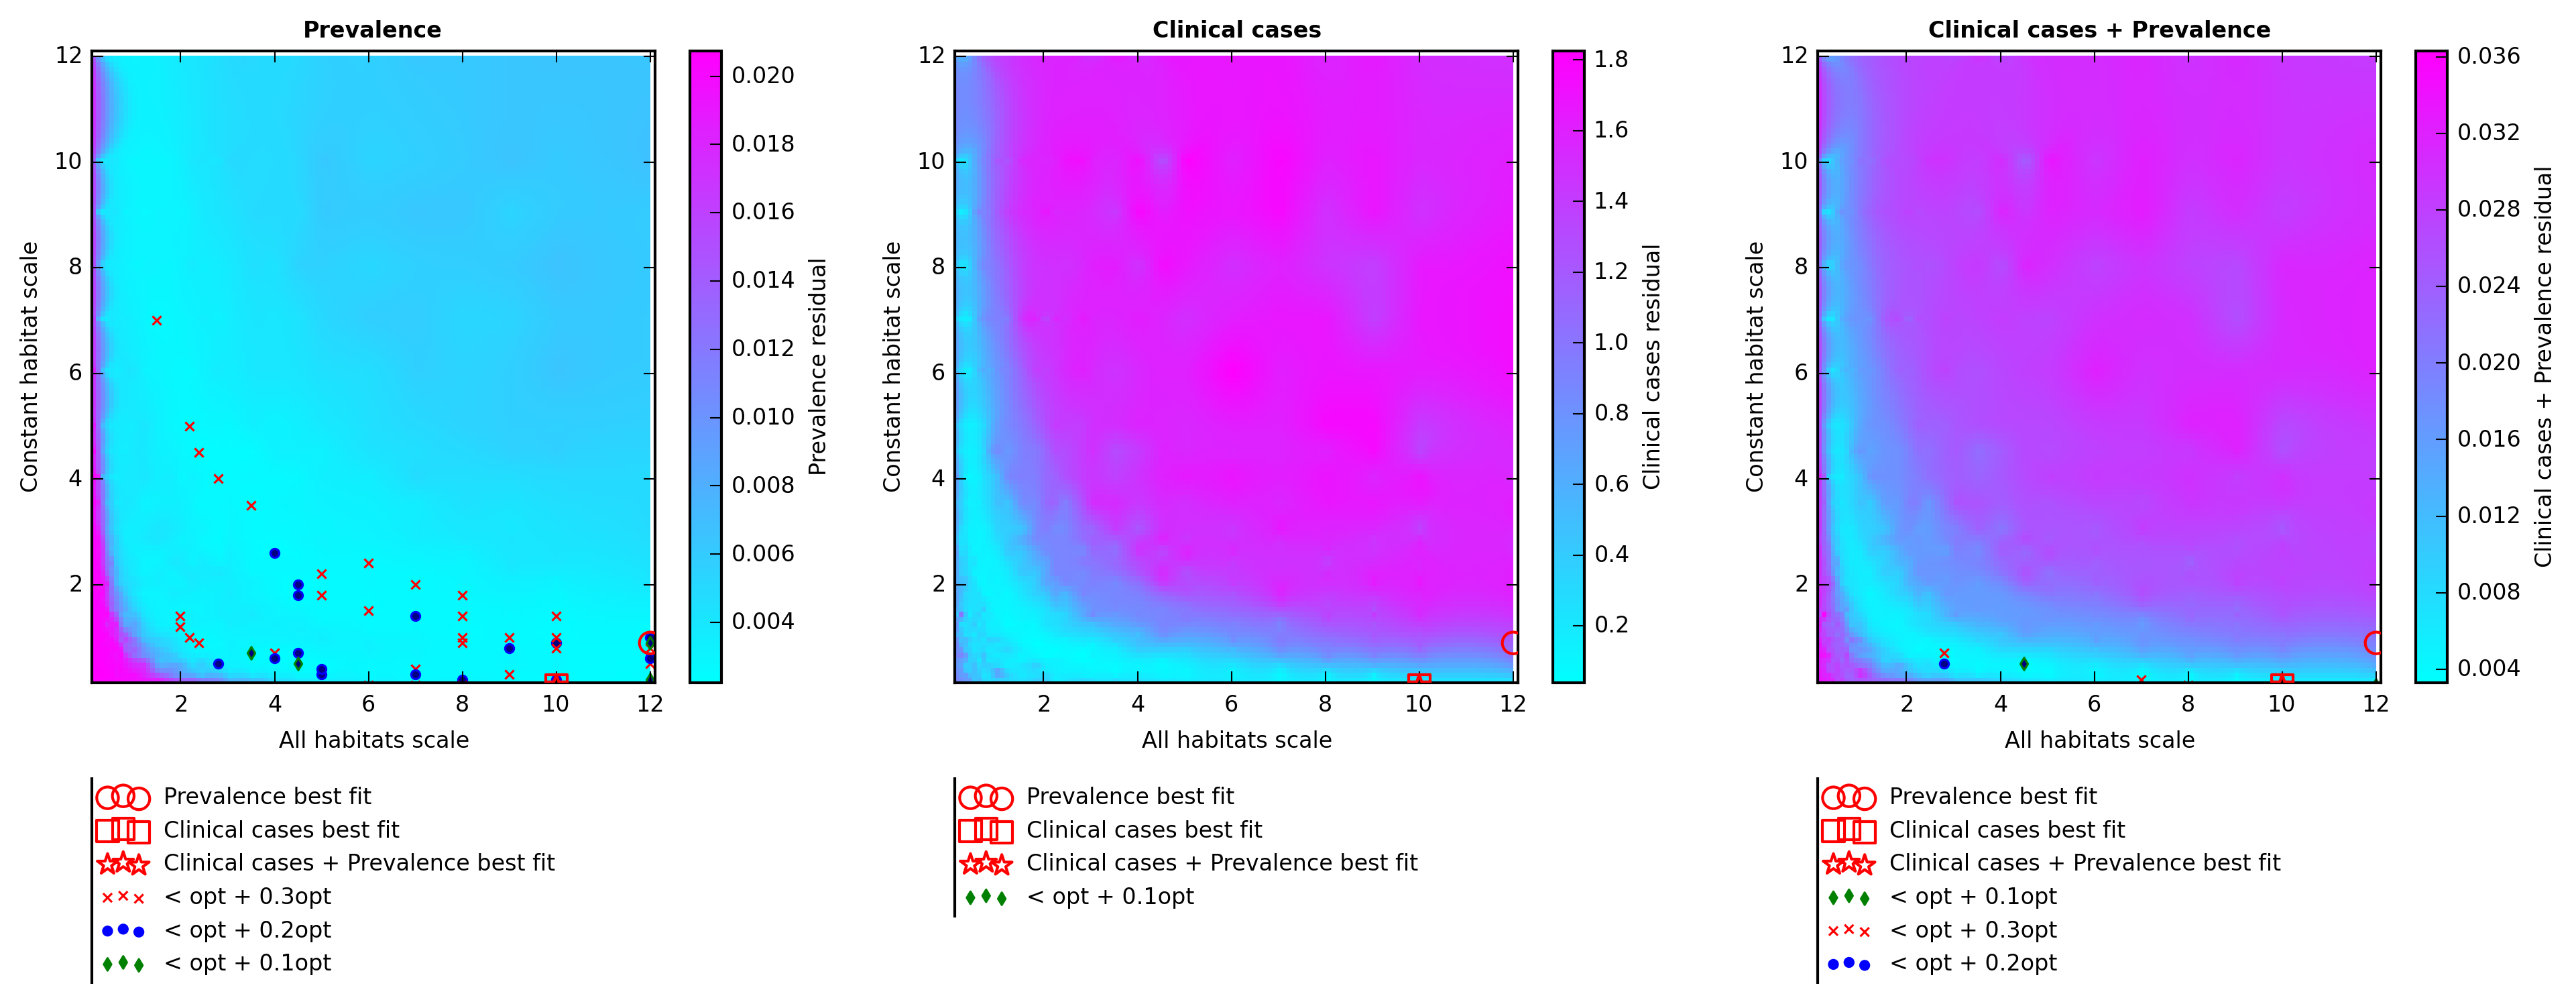 Prevalence
12
10
8
6
4
2
Constant habitat scale
2 4 6 8 10 12
All habitats scale
0.020
0.018
0.016
0.014
0.012
0.010
0.008
0.006
0.004
Prevalence residual
Prevalence best fit
Clinical cases best fit
Clinical cases + Prevalence best fit
< opt + 0.3opt
< opt + 0.2opt
< opt + 0.1opt
Clinical cases
12
10
8
6
4
2
Constant habitat scale
2 4 6 8 10 12
All habitats scale
1.8
1.6
1.4
1.2
1.0
0.8
0.6
0.4
0.2
Clinical cases residual
Prevalence best fit
Clinical cases best fit
Clinical cases + Prevalence best fit
< opt + 0.1opt
Clinical cases + Prevalence
12
10
8
6
4
2
Constant habitat scale
2 4 6 8 10 12
All habitats scale
0.036
0.032
0.028
0.024
0.020
0.016
0.012
0.008
0.004
Clinical cases + Prevalence residual
Prevalence best fit
Clinical cases best fit
Clinical cases + Prevalence best fit
< opt + 0.1opt
< opt + 0.3opt
< opt + 0.2opt